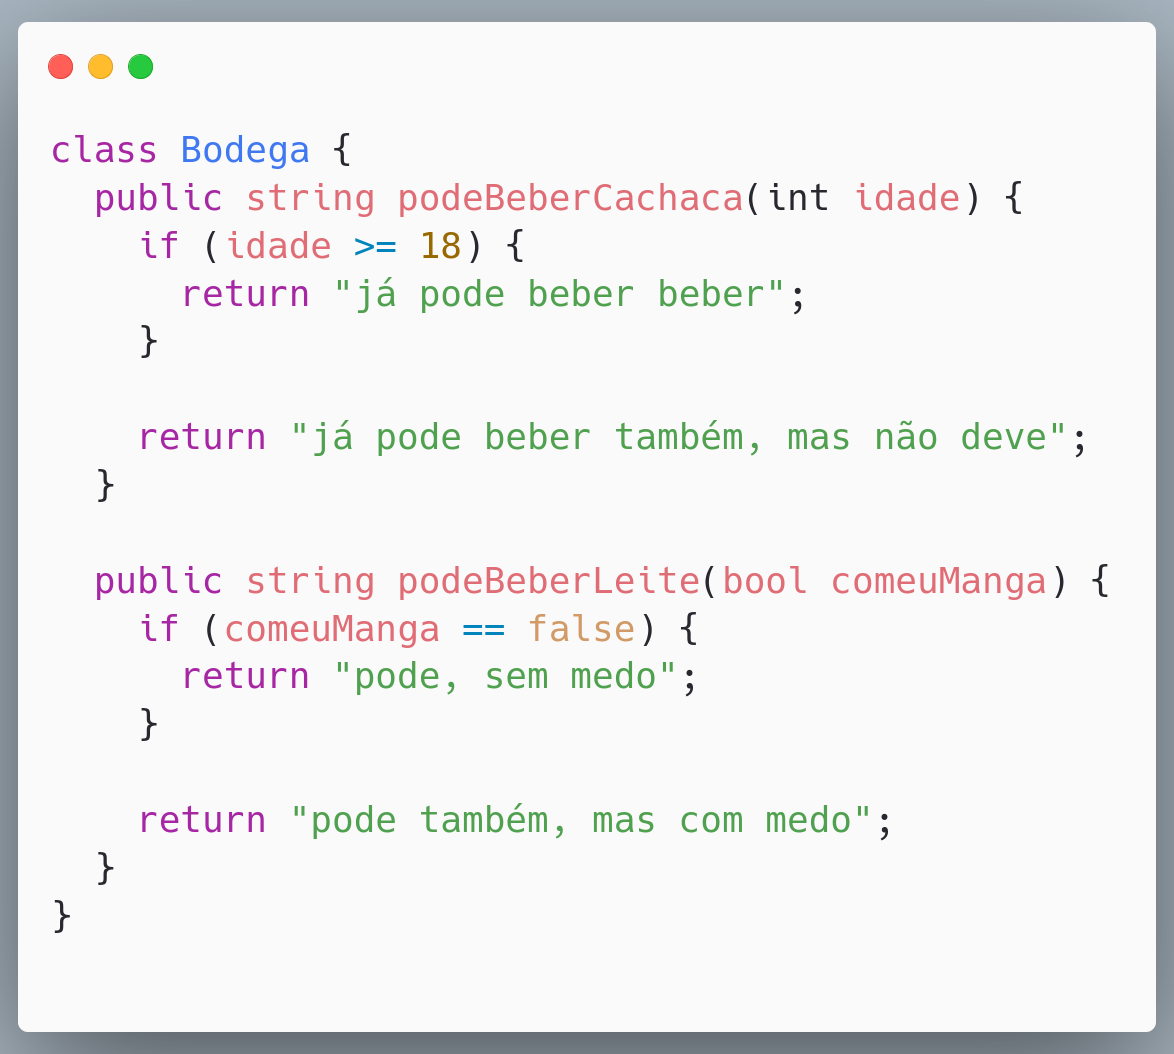 class Bodega {
  public string podeBeberCachaca(int idade) {
    if (idade >= 18) {
      return "já pode beber beber";
    }

    return "já pode beber também, mas não deve";
  }

  public string podeBeberLeite(bool comeuManga) {
    if (comeuManga == false) {
      return "pode, sem medo";
    }

    return "pode também, mas com medo";
  }
}